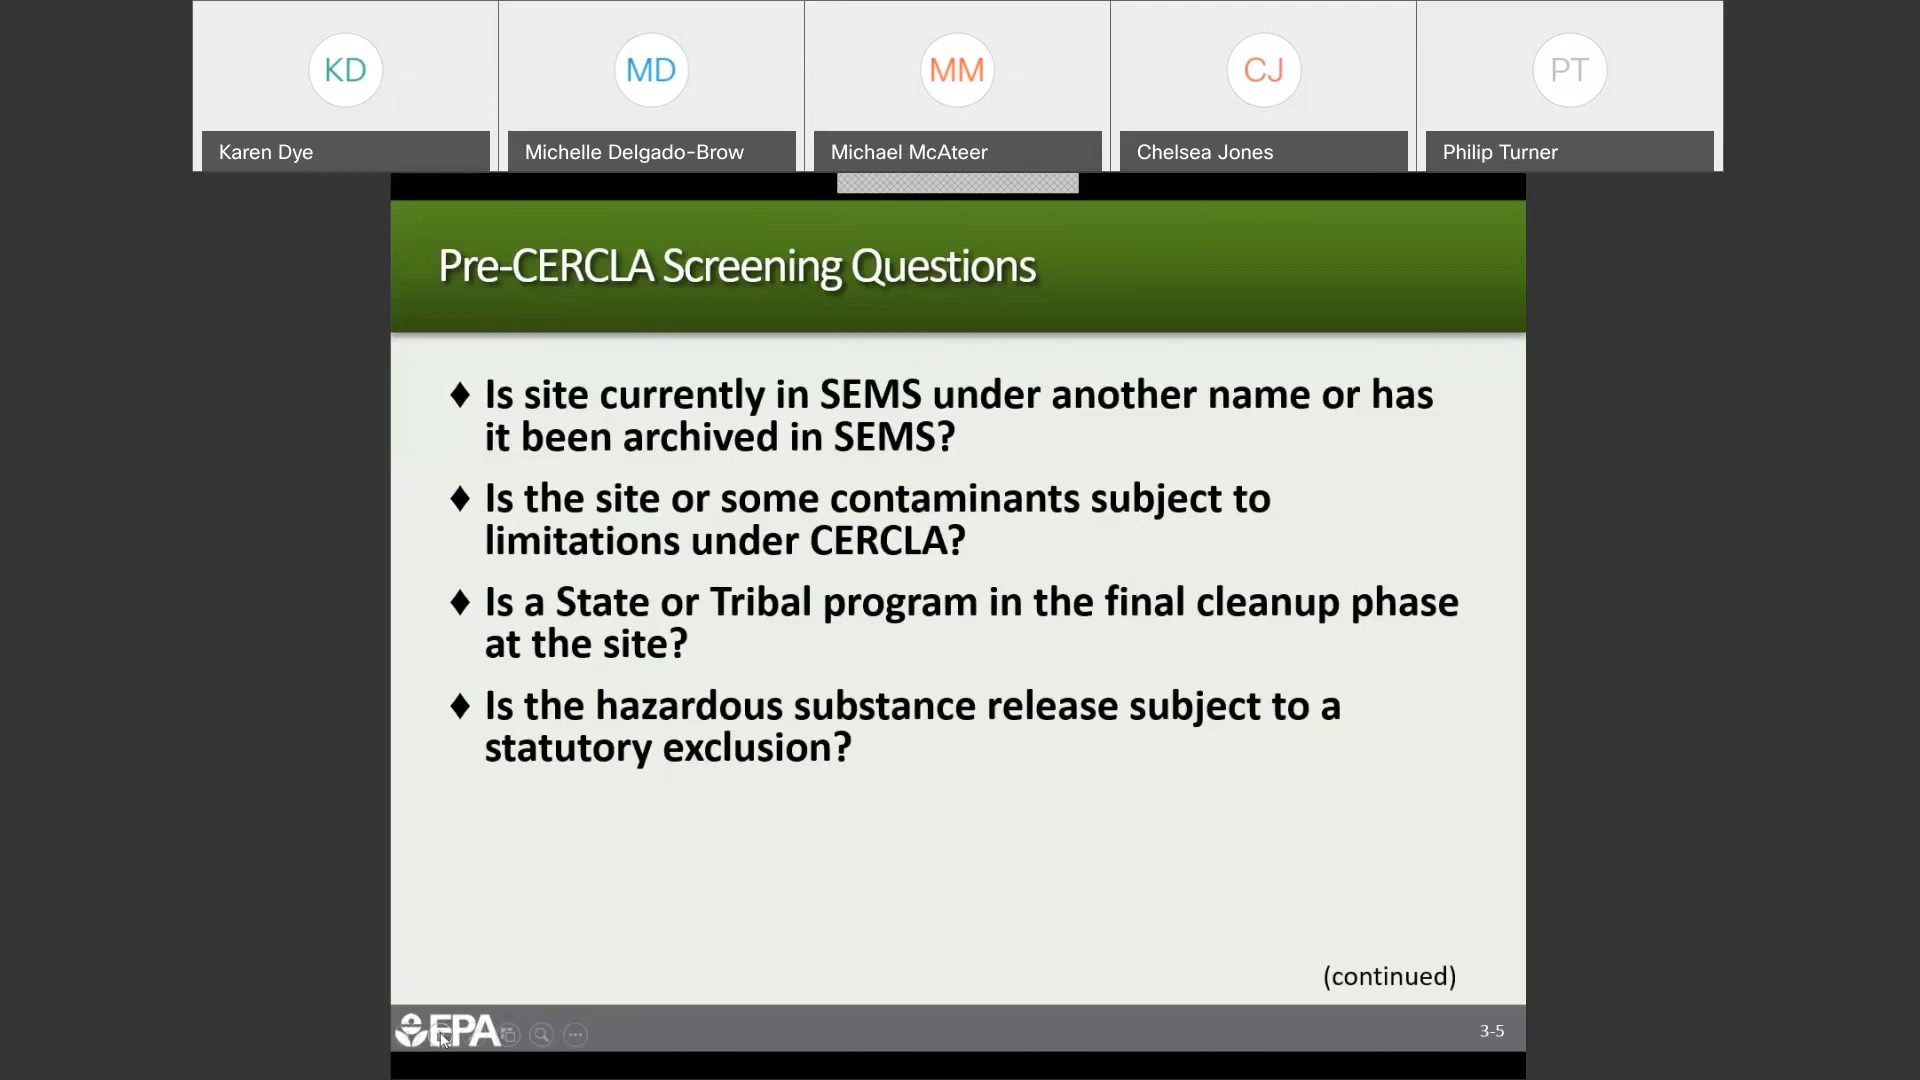 KD
MD
MM
CJ
PT
Karen Dye
Michelle Delgado-Brow
Michael McAteer
Chelsea Jones
Philip Turner
Pre-CERCLA Screening Questions
♦ Is site currently in SEMS under another name or has
it been archived in SEMS?
♦ Is the site or some contaminants subject to
limitations under CERCLA?
♦ Is a State or Tribal program in the final cleanup phase
at the site?
♦ Is the hazardous substance release subject to a
statutory exclusion?
(continued)
EPA
3-5